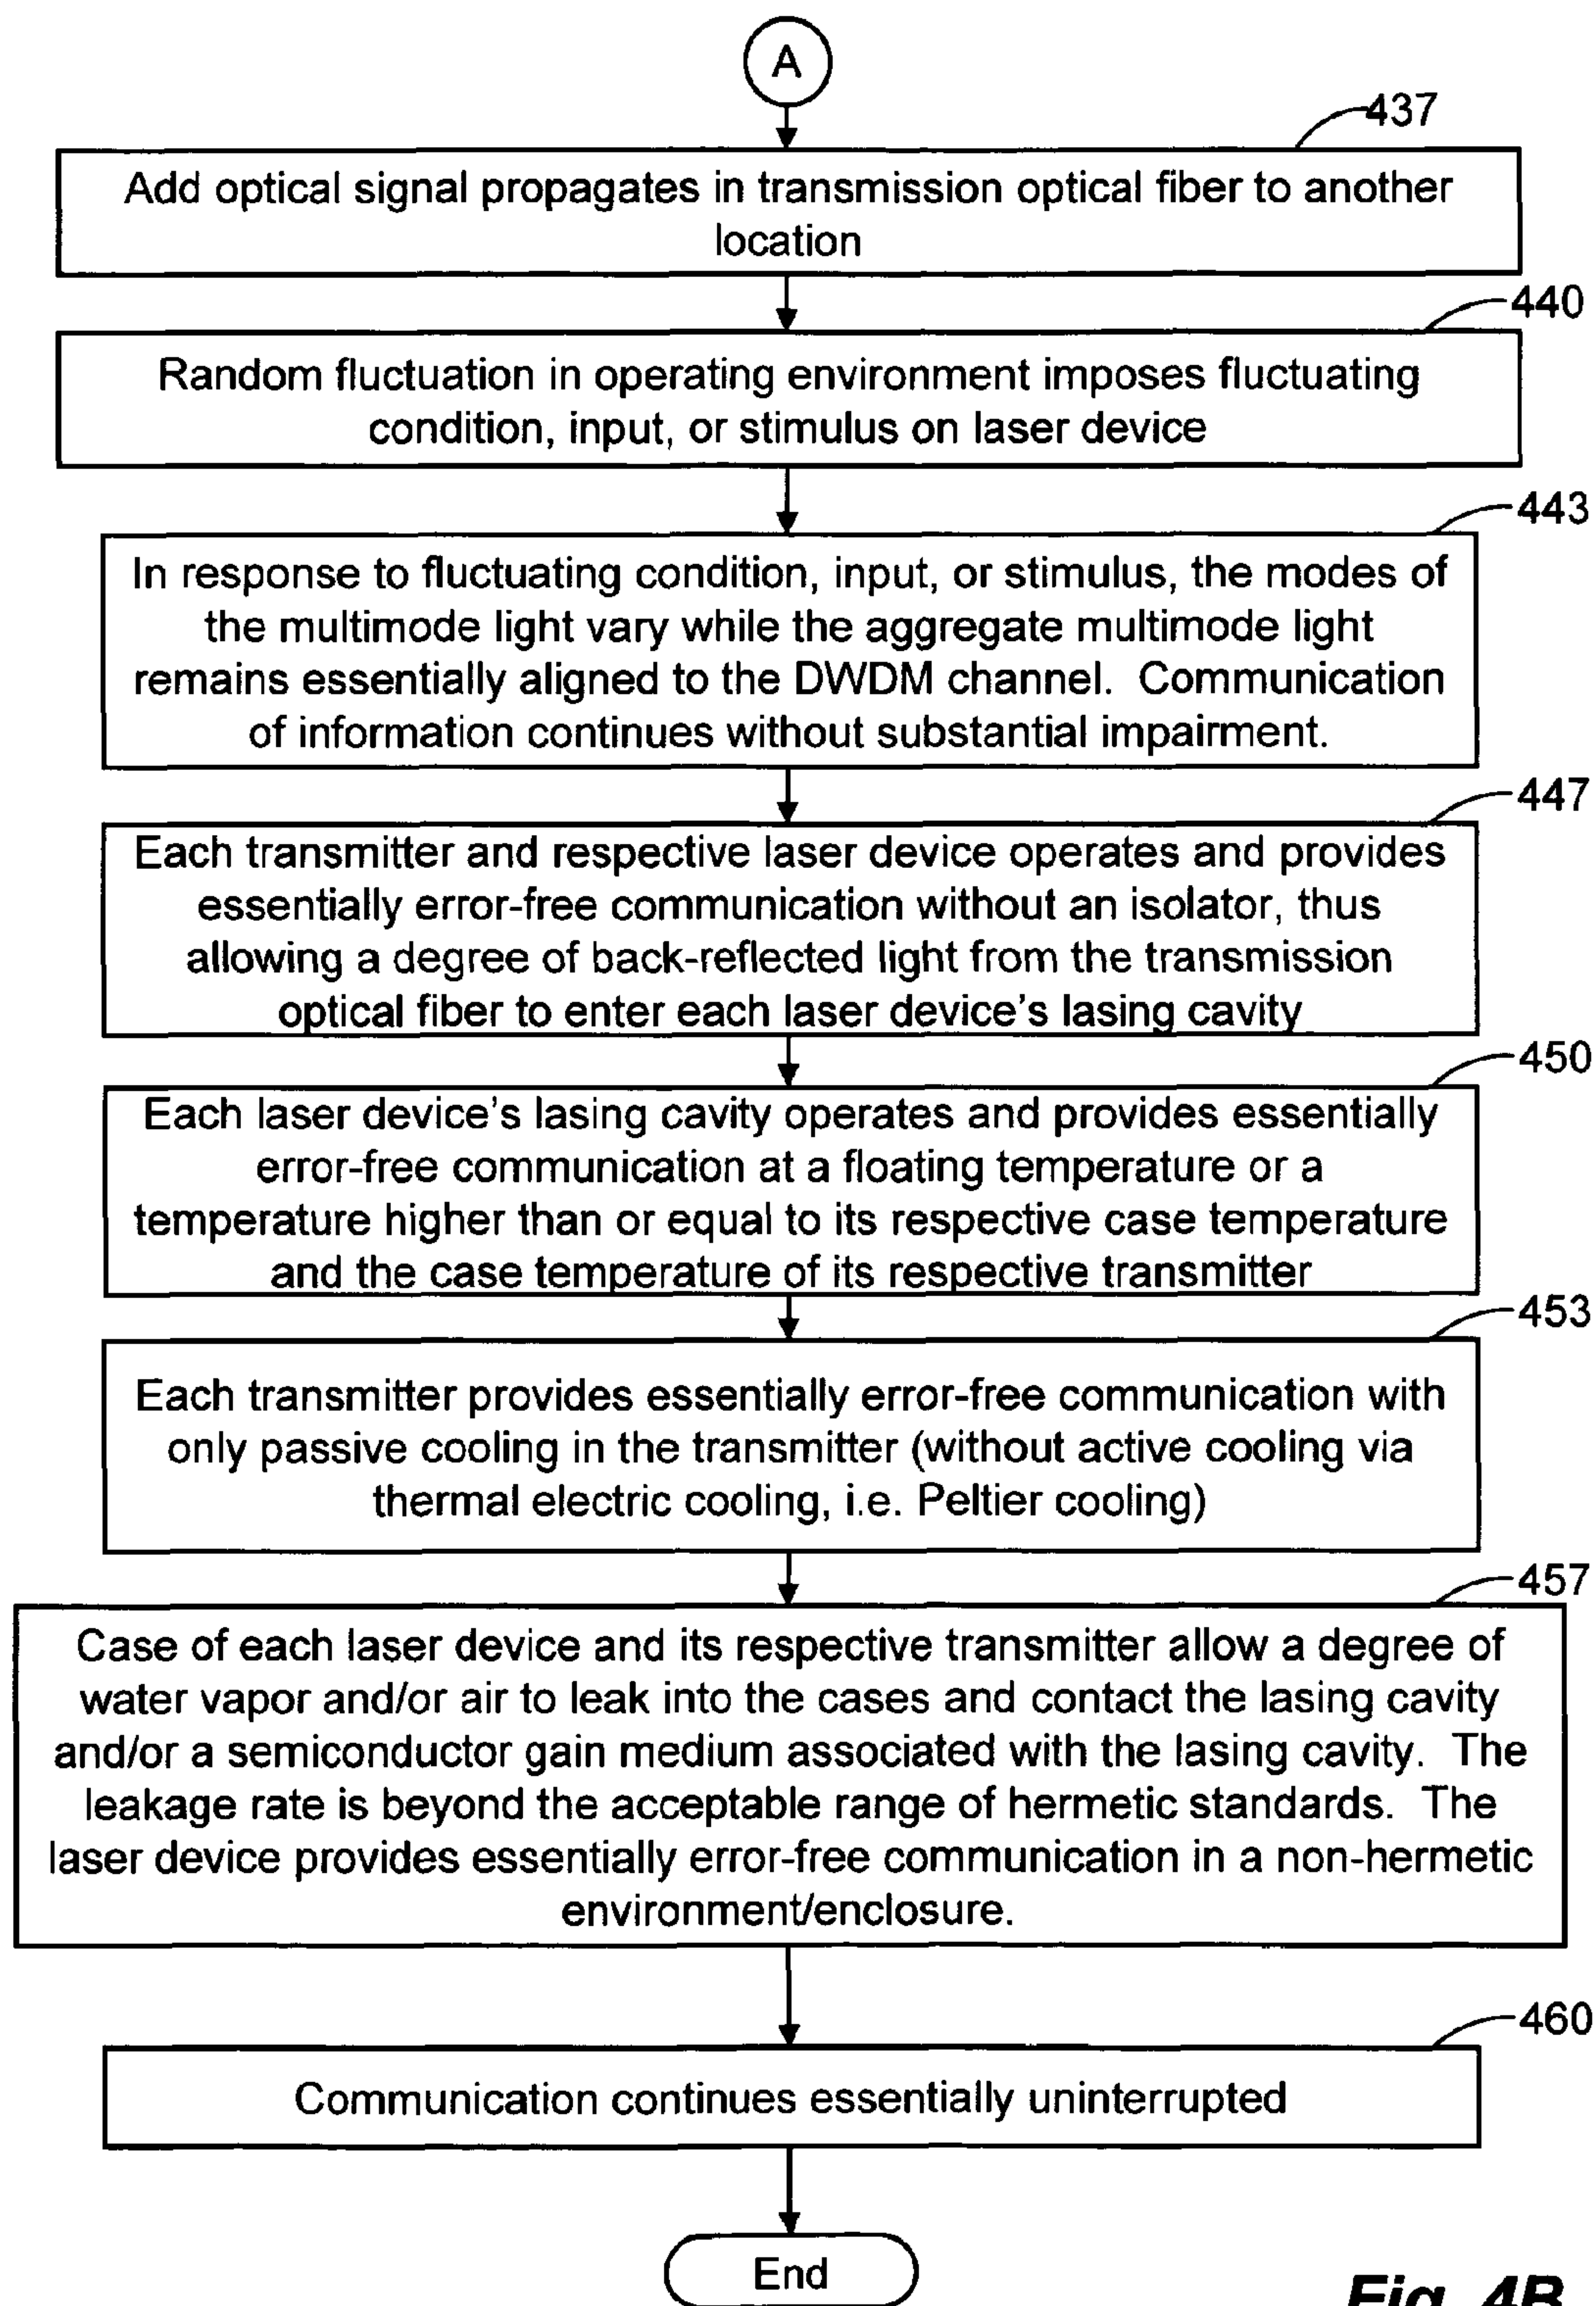 A
437
Add optical signal propagates in transmission optical fiber to another
location
440
Random fluctuation in operating environment imposes fluctuating
condition, input, or stimulus on laser device
443
In response to fluctuating condition, input, or stimulus, the modes of
the multimode light vary while the aggregate multimode light
remains essentially aligned to the DWDM channel.  Communication
of information continues without substantial impairment.
447
Each transmitter and respective laser device operates and provides
essentially error-free communication without an isolator, thus
allowing a degree of back-reflected light from the transmission
optical fiber to enter each laser device's lasing cavity
450
Each laser device's lasing cavity operates and provides essentially
error-free communication at a floating temperature or a
temperature higher than or equal to its respective case temperature
and the case temperature of its respective transmitter
453
Each transmitter provides essentially error-free communication with
only passive cooling in the transmitter (without active cooling via
thermal electric cooling, i.e. Peltier cooling)
457
Case of each laser device and its respective transmitter allow a degree of
water vapor and/or air to leak into the cases and contact the lasing cavity
and/or a semiconductor gain medium associated with the lasing cavity.  The
leakage rate is beyond the acceptable range of hermetic standards.  The
laser device provides essentially error-free communication in a non-hermetic
environment/enclosure.
460
Communication continues essentially uninterrupted
End
Fig. 4B